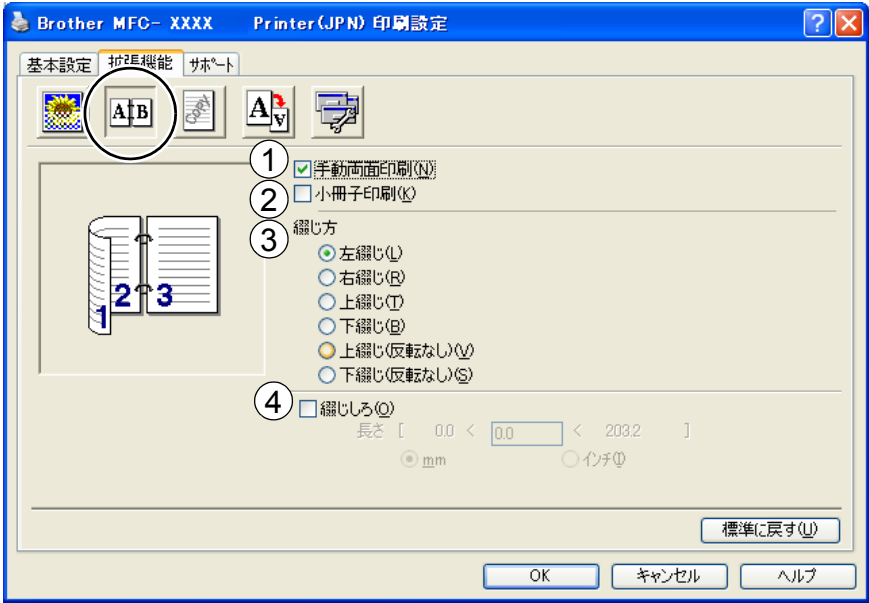 Brother MFC- XXXX Printer(JPN) 印刷設定
基本設定 拡張機能 サポート
A B COPY A A
1 手動両面印刷(N)
2 小冊子印刷(K)
3 綴じ方
左綴じ(L)
右綴じ(R)
上綴じ(T)
下綴じ(B)
上綴じ(反転なし)(V)
下綴じ(反転なし)(S)
1 2 3
4 綴じしろ(O)
長さ [ 0.0 < 0.0 < 203.2 ]
mm インチ(I)
標準に戻す(U)
OK キャンセル ヘルプ